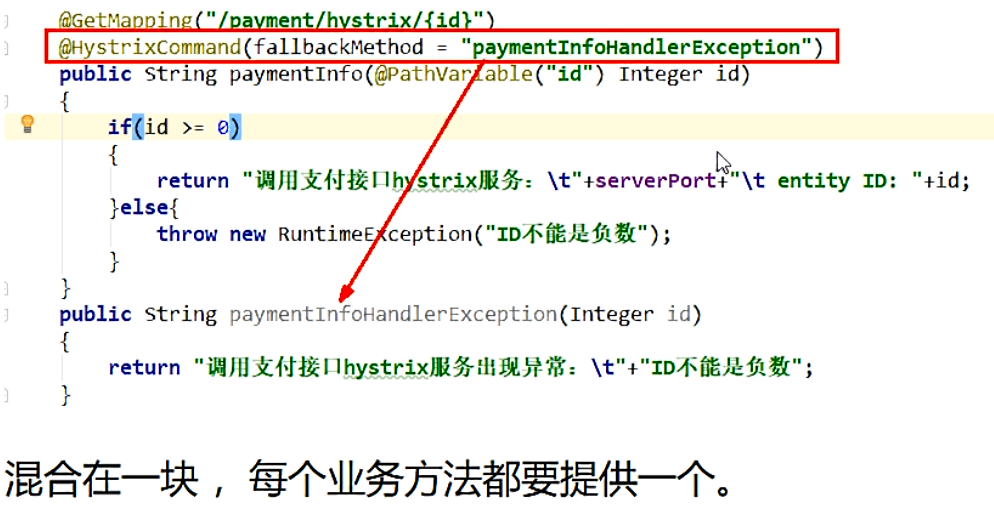 @GetMapping("/payment/hystrix/{id}")
@HystrixCommand(fallbackMethod = "paymentInfoHandlerException")
public String paymentInfo(@PathVariable("id") Integer id)
{
if(id >= 0)
{
return "调用支付接口hystrix服务：\t"+serverPort+"\t entity ID: "+id;
}else{
throw new RuntimeException("ID不能是负数");
}
}
public String paymentInfoHandlerException(Integer id)
{
return "调用支付接口hystrix服务出现异常：\t"+"ID不能是负数";
}
混合在一块 ，每个业务方法都要提供一个。